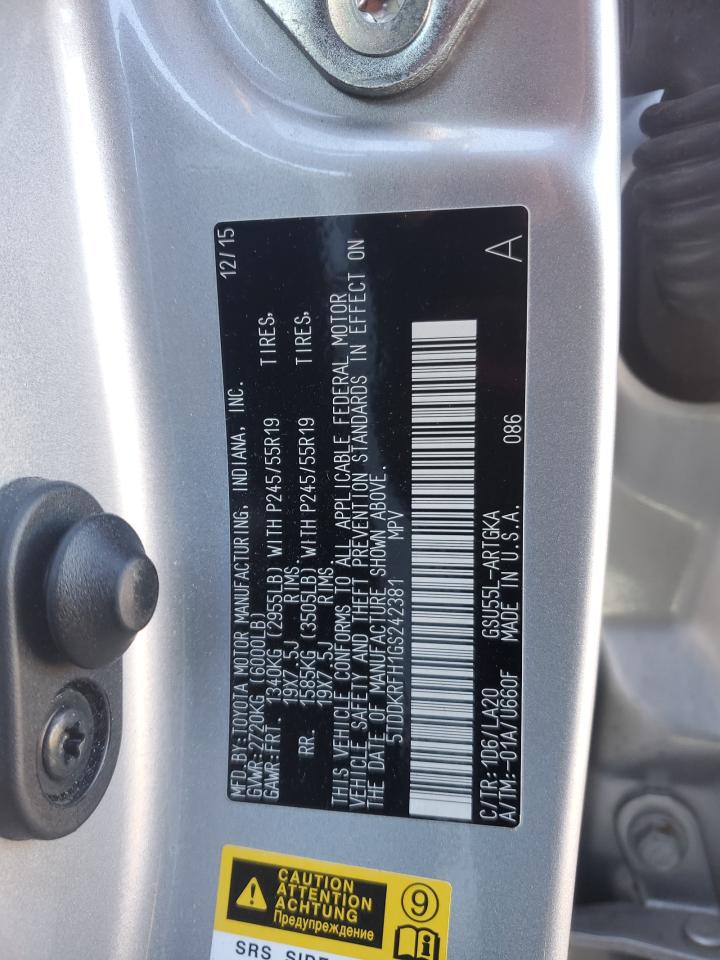 MFD.BY:TOYOTA MOTOR MANUFACTURING, INDIANA, INC. 12/15
GVWR:2720KG(6000LB)
GAWR:FRT. 1340KG (2955LB) WITH P245/55R19 TIRES,
19X7.5J RIMS,
RR. 1585KG (3505LB) WITH P245/55R19 TIRES,
19X7.5J RIMS,
THIS VEHICLE CONFORMS TO ALL APPLICABLE FEDERAL MOTOR
VEHICLE SAFETY AND THEFT PREVENTION STANDARDS IN EFFECT ON
THE DATE OF MANUFACTURE SHOWN ABOVE.
5TDDKRFH1GS242381 MPV
C/TR:1D6/LA20 GSU55L-ARTGKA 086 A
A/TM:-01A/U660F MADE IN U.S.A.
CAUTION
ATTENTION
ACHTUNG
Предупреждение
9
SRS SIDE